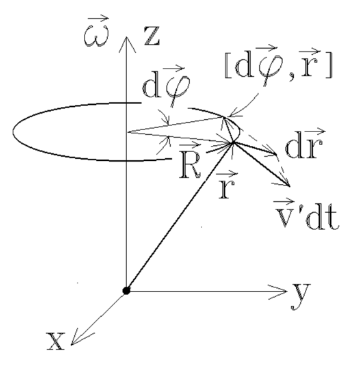 ω⃗ z
[dφ⃗,r⃗]
dφ⃗
dr⃗
R⃗
r⃗
v⃗'dt
y
x